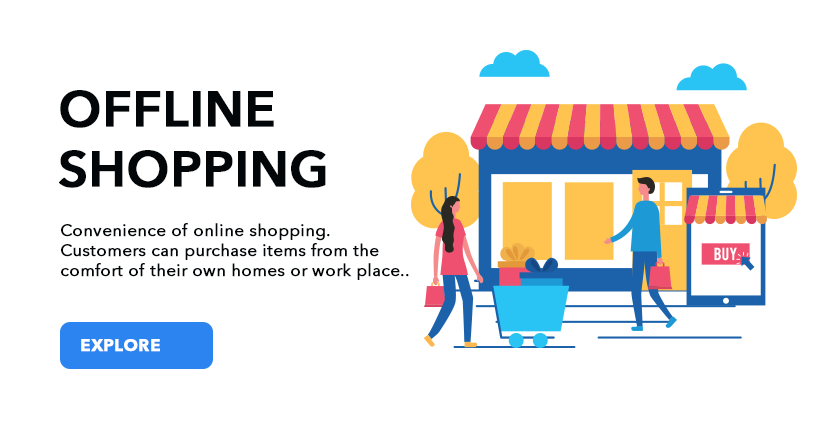 OFFLINE
SHOPPING
Convenience of online shopping.
Customers can purchase items from the
comfort of their own homes or work place..
BUY
EXPLORE